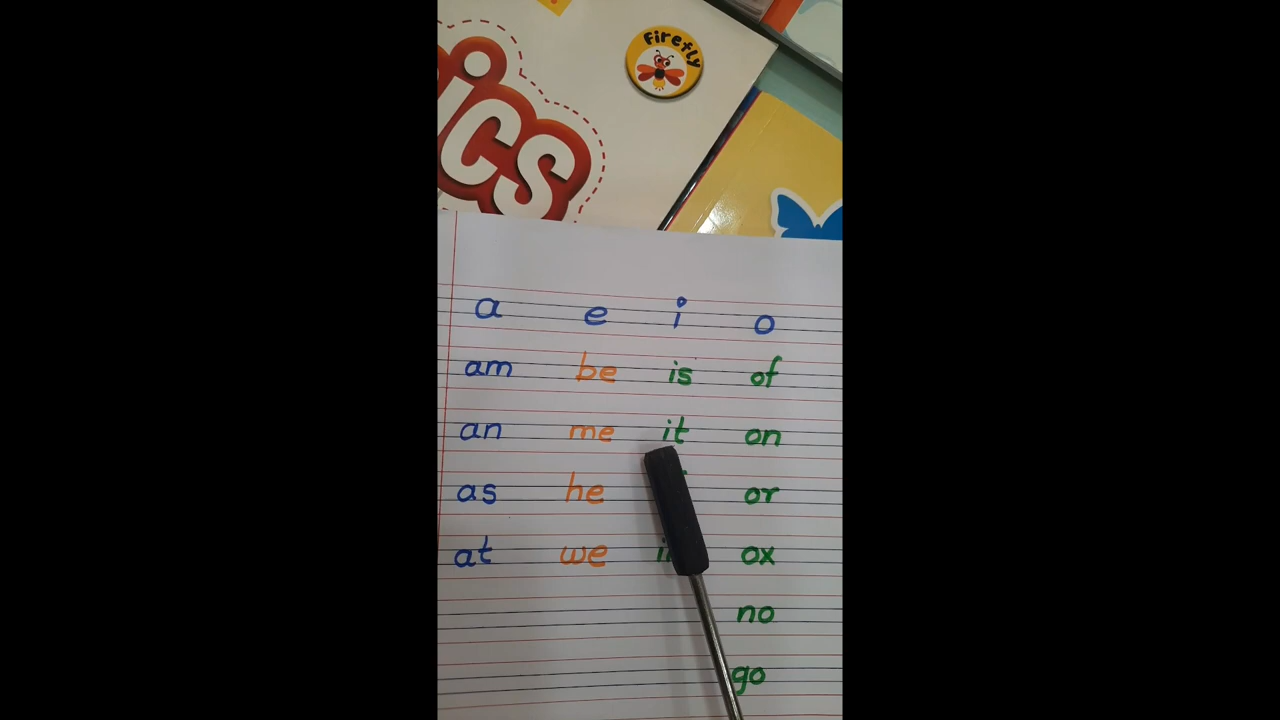 Firefly
ics
a e i o
am be is of
an me it on
as he or
at we ox
no
go